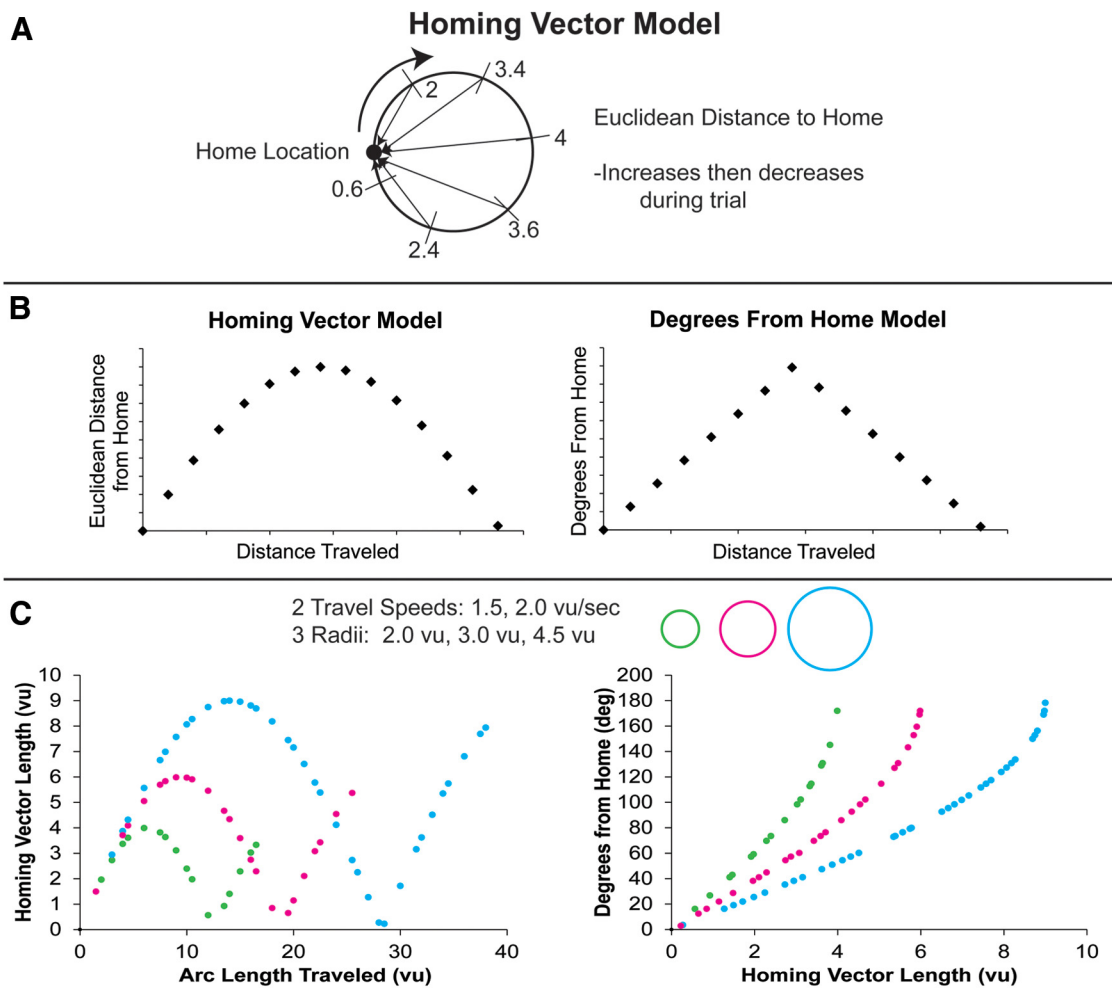 A
Homing Vector Model
3.4
2
4
Home Location
0.6
3.6
2.4
Euclidean Distance to Home
-Increases then decreases
during trial
B
Homing Vector Model
Euclidean Distance
from Home
Distance Traveled
Degrees From Home Model
Degrees From Home
Distance Traveled
C
2 Travel Speeds: 1.5, 2.0 vu/sec
3 Radii: 2.0 vu, 3.0 vu, 4.5 vu
Homing Vector Length (vu)
10
9
8
7
6
5
4
3
2
1
0
0 10 20 30 40
Arc Length Traveled (vu)
Degrees from Home (deg)
200
180
160
140
120
100
80
60
40
20
0
0 2 4 6 8 10
Homing Vector Length (vu)